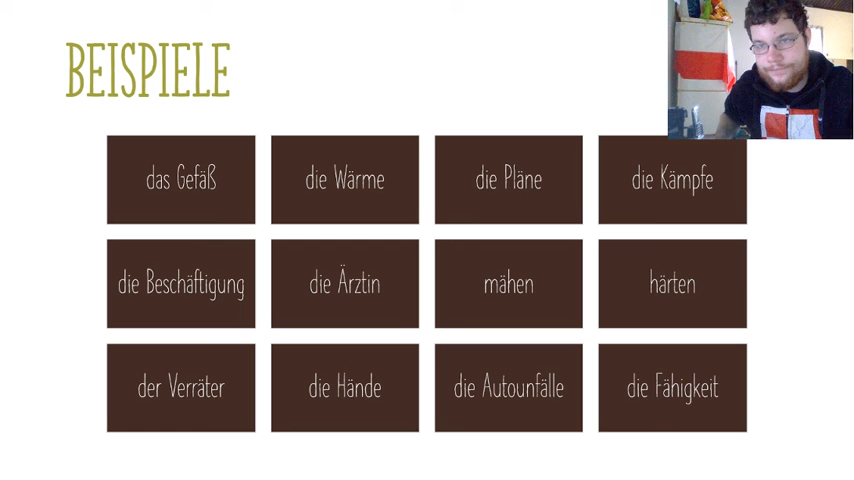 BEISPIELE
das Gefäß
die Wärme
die Pläne
die Kämpfe
die Beschäftigung
die Ärztin
mähen
härten
der Verräter
die Hände
die Autounfälle
die Fähigkeit